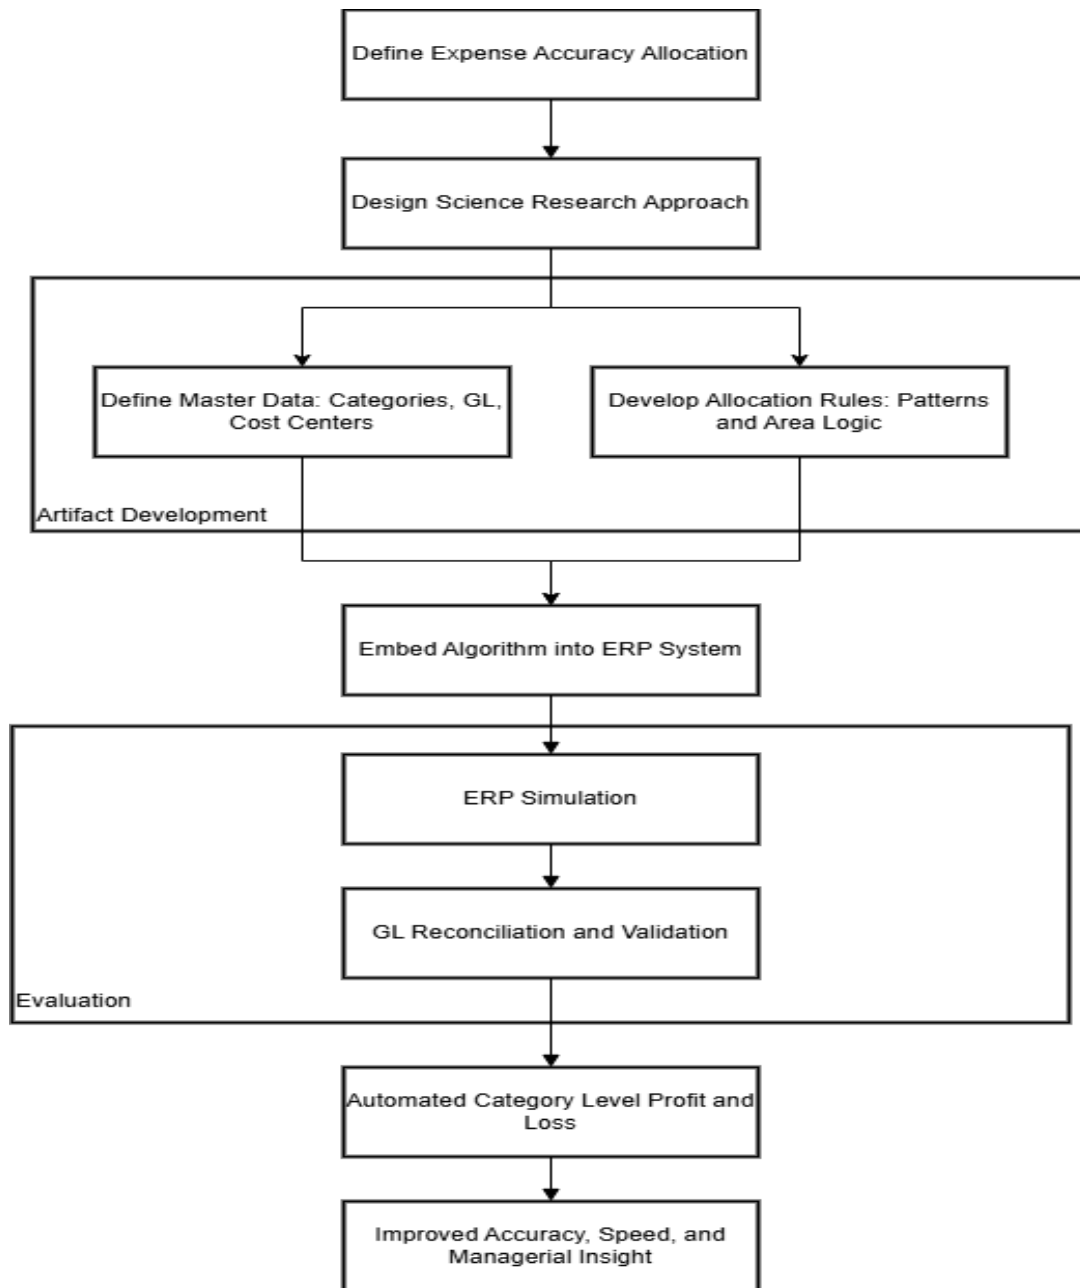 Define Expense Accuracy Allocation
Design Science Research Approach
Define Master Data: Categories, GL,
Cost Centers
Develop Allocation Rules: Patterns
and Area Logic
Artifact Development
Embed Algorithm into ERP System
ERP Simulation
GL Reconciliation and Validation
Evaluation
Automated Category Level Profit and
Loss
Improved Accuracy, Speed, and
Managerial Insight